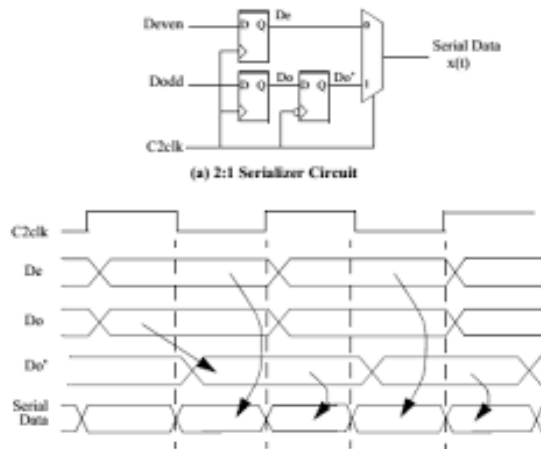 Deven
D Q
De
0
Serial Data
x(t)
Dodd
D Q
Do
D Q
Do*
1
C2clk
(a) 2:1 Serializer Circuit
C2clk
De
Do
Do*
Serial
Data